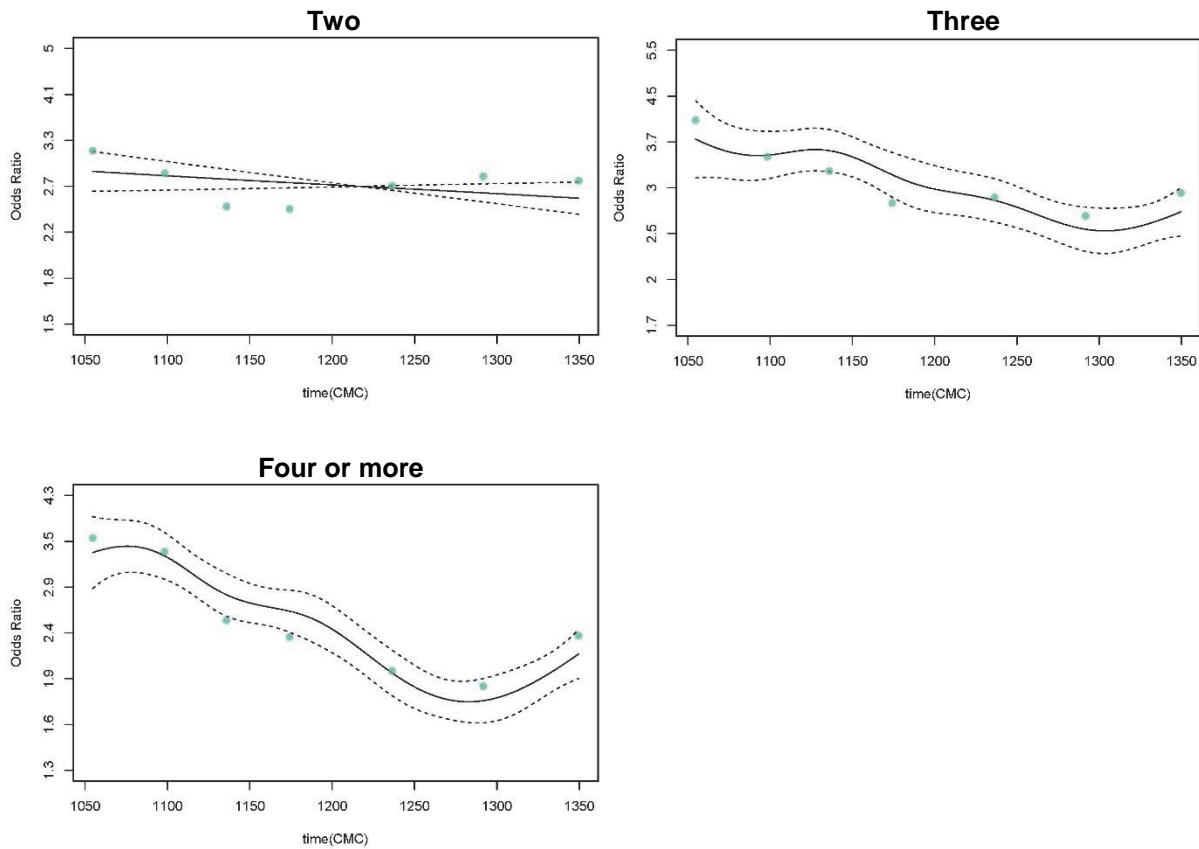 Two
5
4.1
3.3
2.7
2.2
1.8
1.5
Odds Ratio
1050 1100 1150 1200 1250 1300 1350
time(CMC)
Three
5.5
4.5
3.7
3
2.5
2
1.7
Odds Ratio
1050 1100 1150 1200 1250 1300 1350
time(CMC)
Four or more
4.3
3.5
2.9
2.4
1.9
1.6
1.3
Odds Ratio
1050 1100 1150 1200 1250 1300 1350
time(CMC)